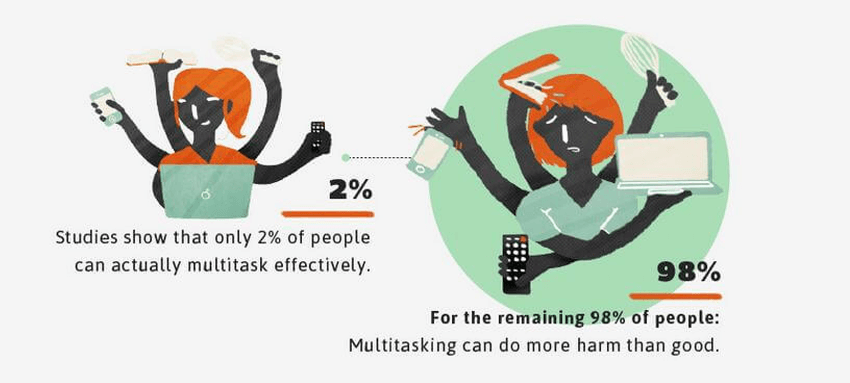 2%
Studies show that only 2% of people
can actually multitask effectively.
98%
For the remaining 98% of people:
Multitasking can do more harm than good.